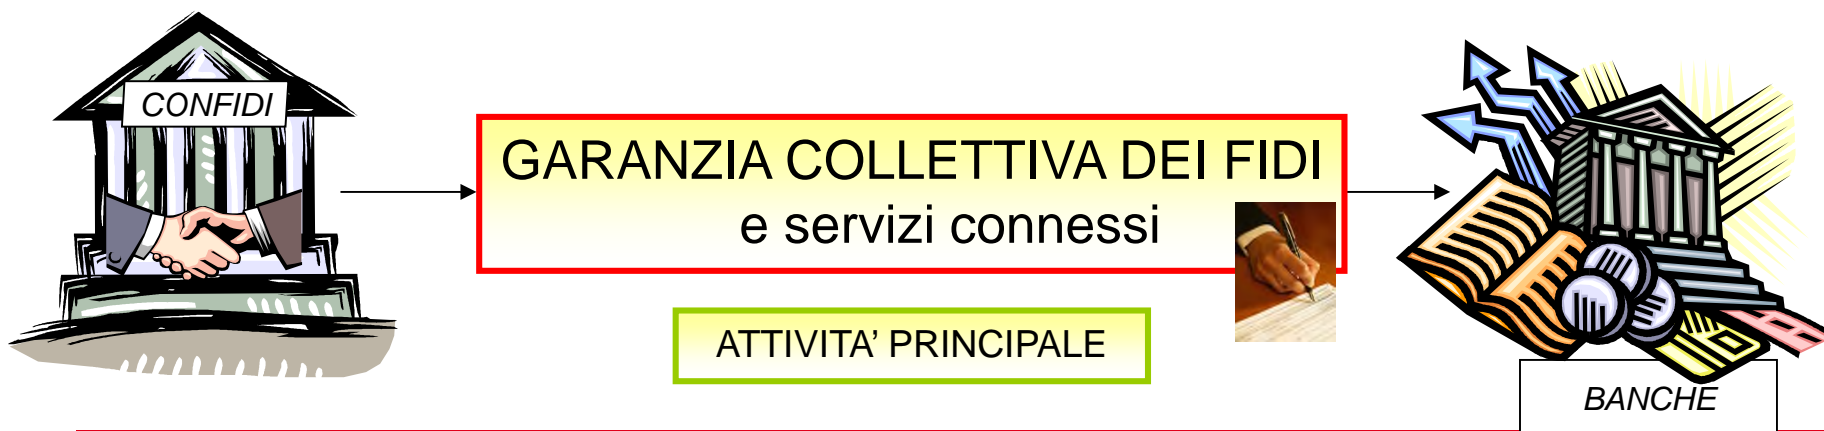 CONFIDI
GARANZIA COLLETTIVA DEI FIDI
e servizi connessi
ATTIVITA’ PRINCIPALE
BANCHE